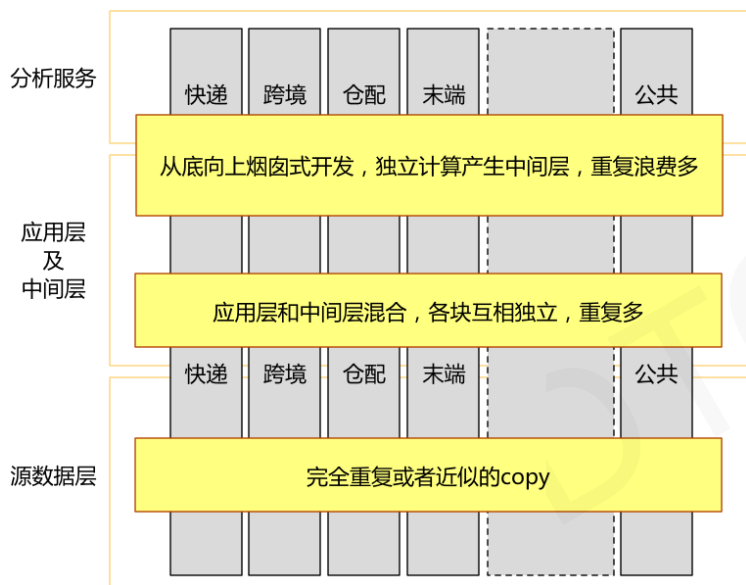 分析服务
快递 跨境 仓配 末端 公共
从底向上烟囱式开发，独立计算产生中间层，重复浪费多
应用层
及
中间层
应用层和中间层混合，各块互相独立，重复多
快递 跨境 仓配 末端 公共
源数据层
完全重复或者近似的copy